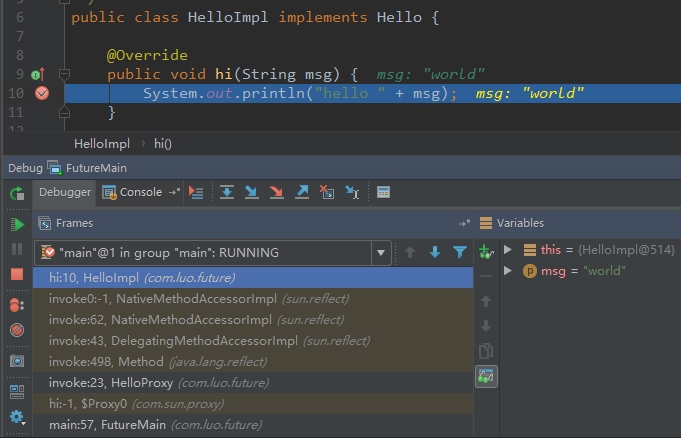 6 public class HelloImpl implements Hello {
7
8 @Override
9 public void hi(String msg) { msg: "world"
10 System.out.println("hello " + msg); msg: "world"
11 }
12
HelloImpl › hi()
Debug FutureMain
Debugger Console
Frames
Variables
"main"@1 in group "main": RUNNING
this = {HelloImpl@514}
hi:10, HelloImpl (com.luo.future)
p msg = "world"
invoke0:-1, NativeMethodAccessorImpl (sun.reflect)
invoke:62, NativeMethodAccessorImpl (sun.reflect)
invoke:43, DelegatingMethodAccessorImpl (sun.reflect)
invoke:498, Method (java.lang.reflect)
invoke:23, HelloProxy (com.luo.future)
hi:-1, $Proxy0 (com.sun.proxy)
main:57, FutureMain (com.luo.future)